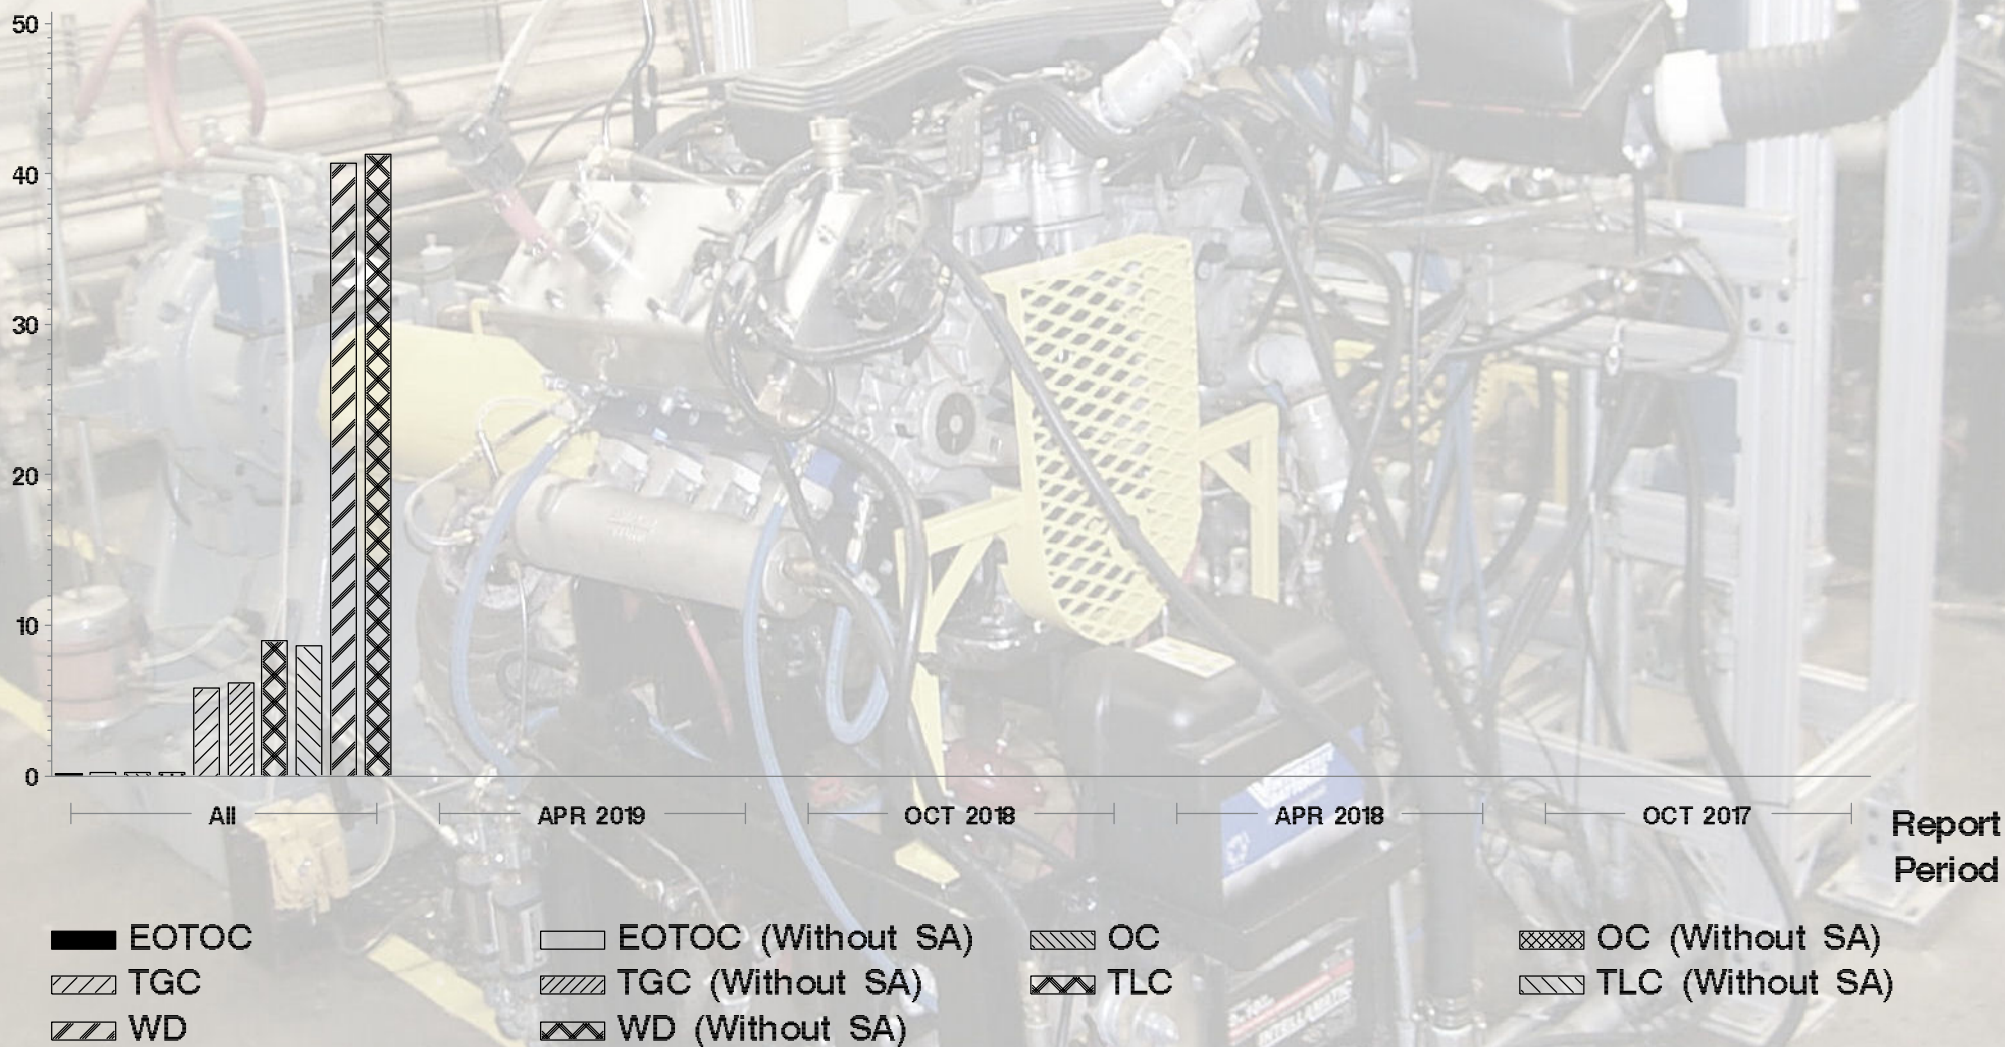 50
40
30
20
10
0
All APR 2019 OCT 2018 APR 2018 OCT 2017
Report
Period
EOTOC EOTOC (Without SA) OC OC (Without SA)
TGC TGC (Without SA) TLC TLC (Without SA)
WD WD (Without SA)